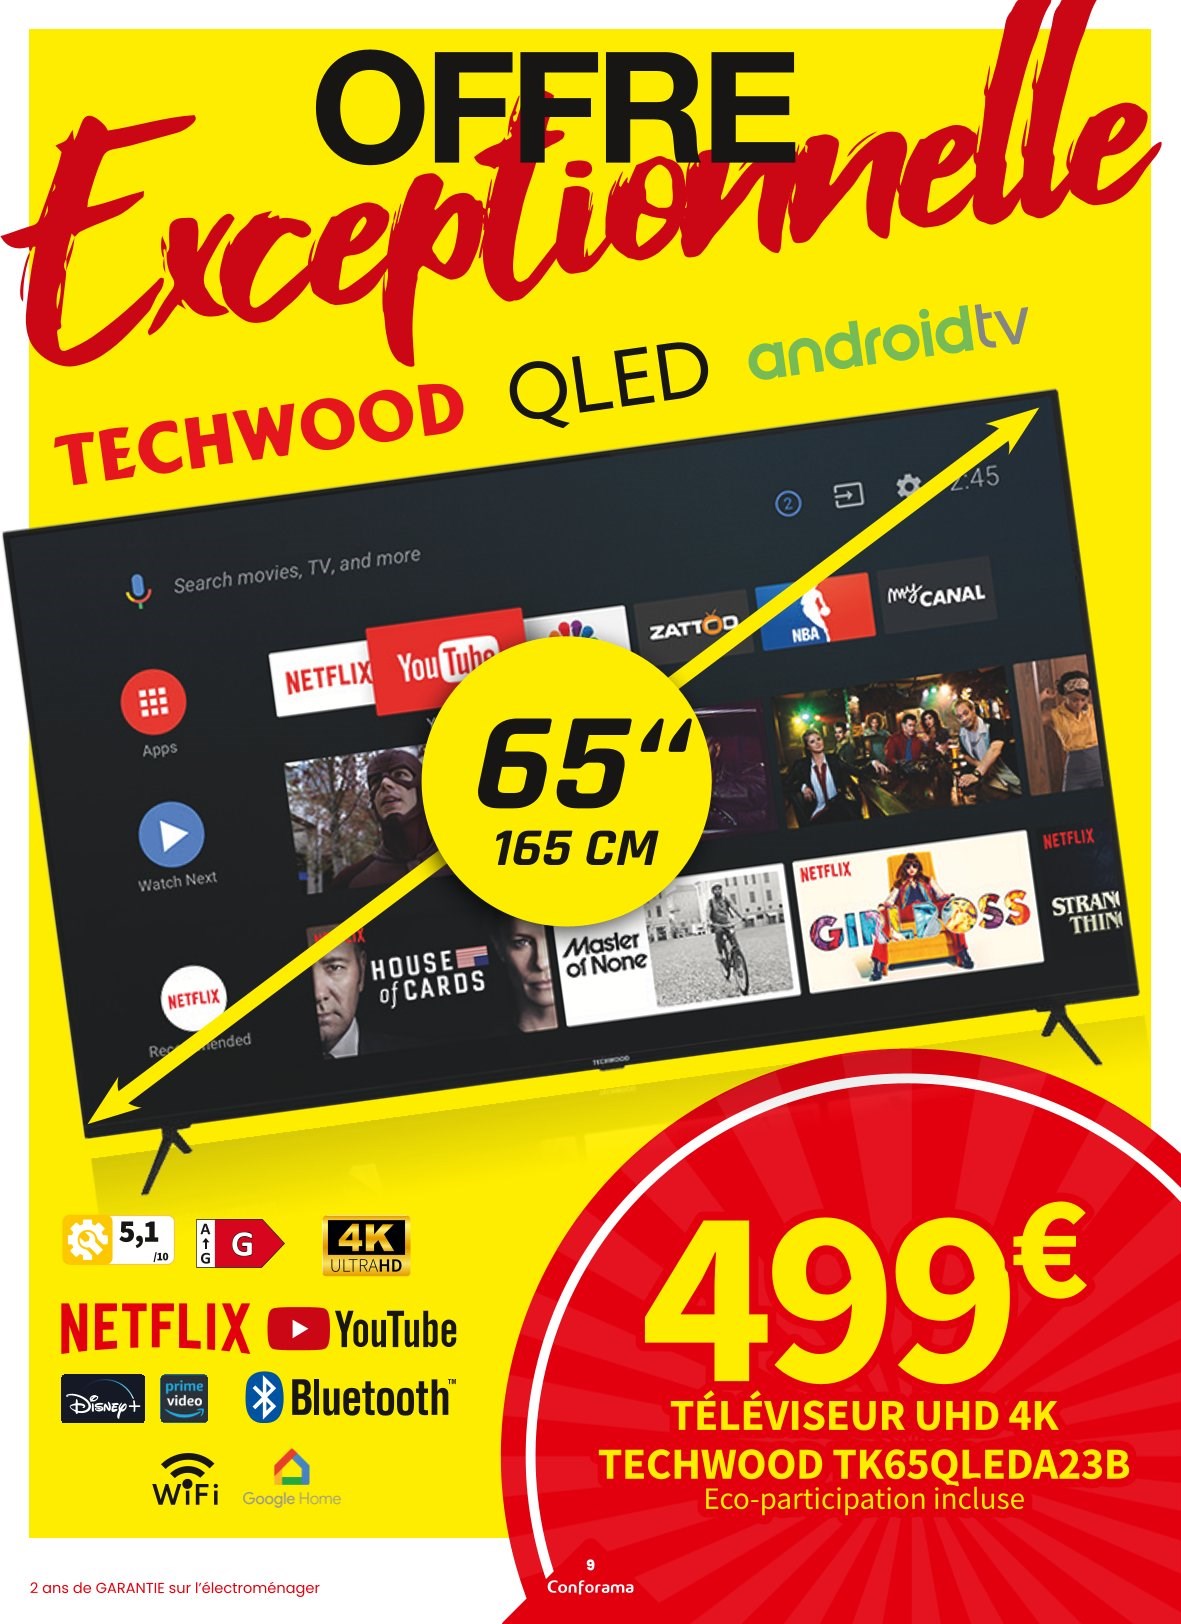 OFFRE
Exceptionnelle
TECHWOOD QLED androidtv
2
Search movies, TV, and more
NETFLIX YouTube ZATTOO NBA myCANAL
Apps
65“
165 CM
Watch Next
NETFLIX
HOUSE
of CARDS
Master
of None
NETFLIX
GIRLBOSS
NETFLIX
STRAN
THIN
NETFLIX
TECHWOOD
5,1
/10
A
G
G
4K
ULTRAHD
NETFLIX YouTube
Disney+ prime
video
Bluetooth™
WiFi Google Home
499€
TÉLÉVISEUR UHD 4K
TECHWOOD TK65QLEDA23B
Eco-participation incluse
9
2 ans de GARANTIE sur l’électroménager
Conforama